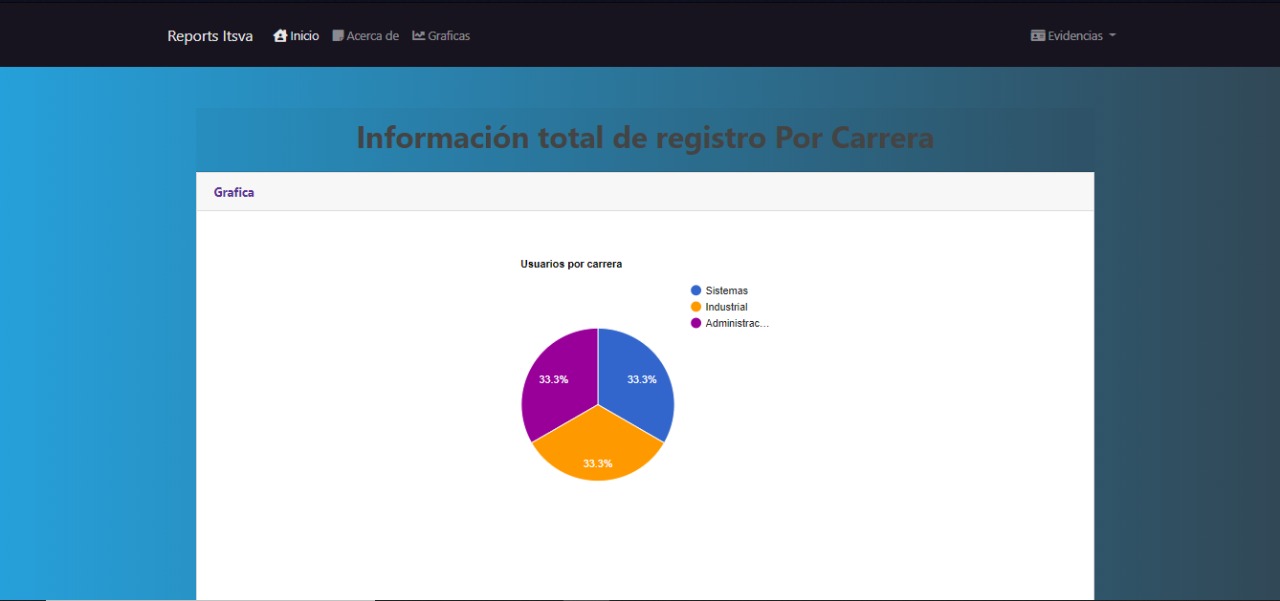 Reports Itsva Inicio Acerca de Graficas Evidencias
Información total de registro Por Carrera
Grafica
Usuarios por carrera
Sistemas
Industrial
Administrac...
33.3% 33.3%
33.3%